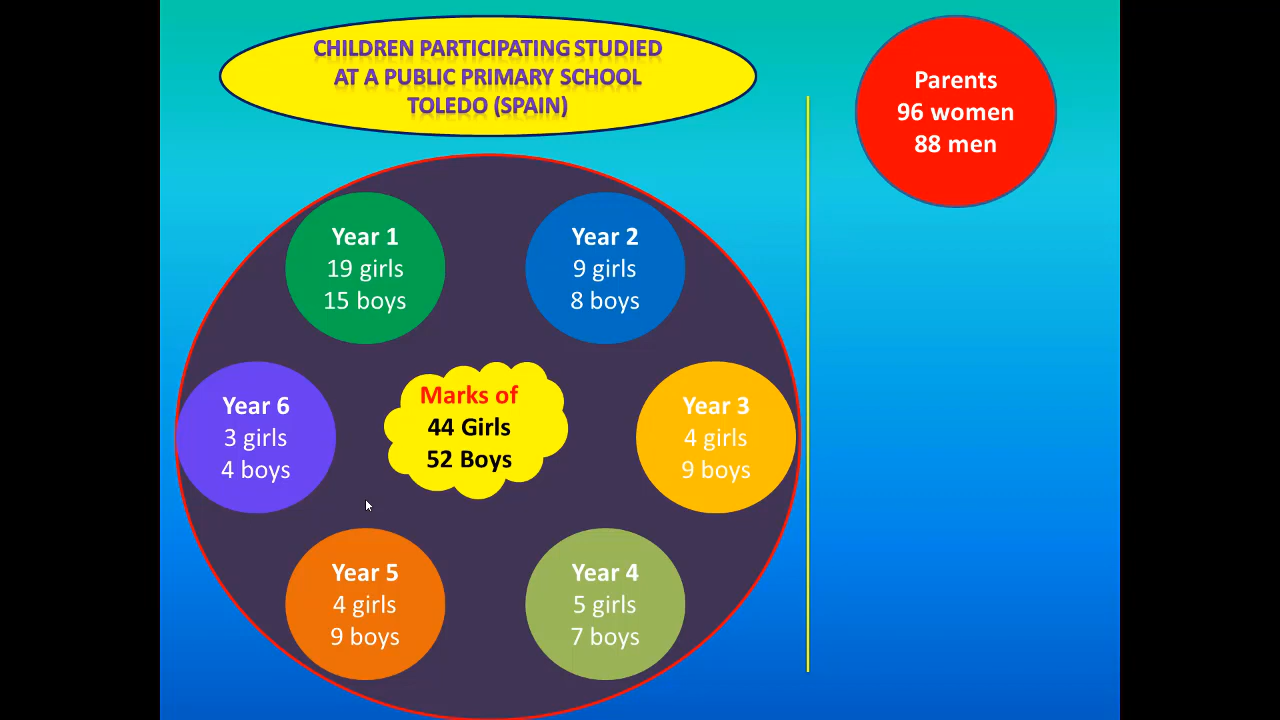 CHILDREN PARTICIPATING STUDIED
AT A PUBLIC PRIMARY SCHOOL
TOLEDO (SPAIN)
Parents
96 women
88 men
Year 1
19 girls
15 boys
Year 2
9 girls
8 boys
Year 6
3 girls
4 boys
Marks of
44 Girls
52 Boys
Year 3
4 girls
9 boys
Year 5
4 girls
9 boys
Year 4
5 girls
7 boys